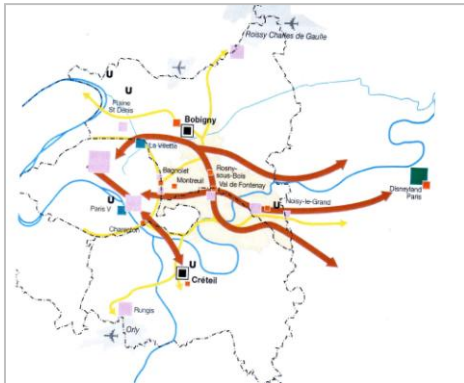 Roissy Charles de Gaulle
U
U
Plaine
St Denis
Bobigny
La Villette
Bagnolet
Montreuil
Rosny-
sous-Bois
Val de Fontenay
Disneyland
Paris
U
Paris V
U
Noisy-le-Grand
Charenton
U
Créteil
Rungis
Orly